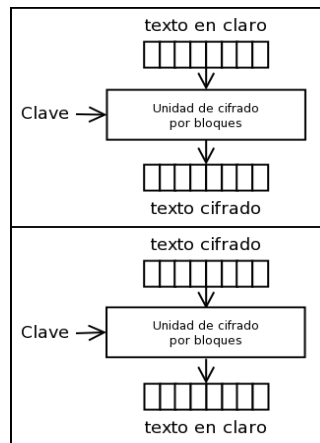 texto en claro
Clave
Unidad de cifrado
por bloques
texto cifrado
texto cifrado
Clave
Unidad de cifrado
por bloques
texto en claro